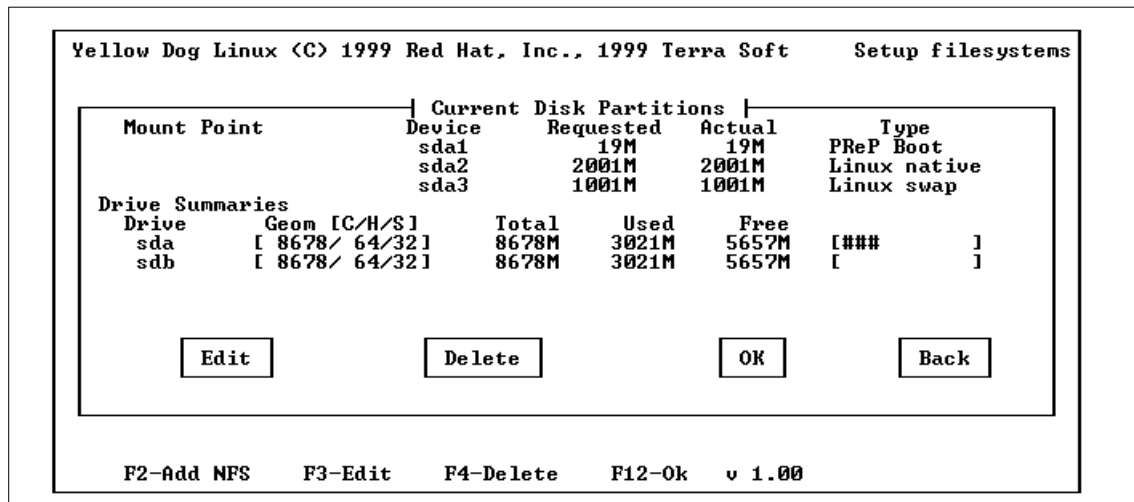 Yellow Dog Linux (C) 1999 Red Hat, Inc., 1999 Terra Soft Setup filesystems
Current Disk Partitions
Mount Point Device Requested Actual Type
sda1 19M 19M PReP Boot
sda2 2001M 2001M Linux native
sda3 1001M 1001M Linux swap
Drive Summaries
Drive Geom [C/H/S] Total Used Free
sda [ 8678/ 64/32] 8678M 3021M 5657M [### ]
sdb [ 8678/ 64/32] 8678M 3021M 5657M [ ]
Edit Delete OK Back
F2-Add NFS F3-Edit F4-Delete F12-Ok v 1.00